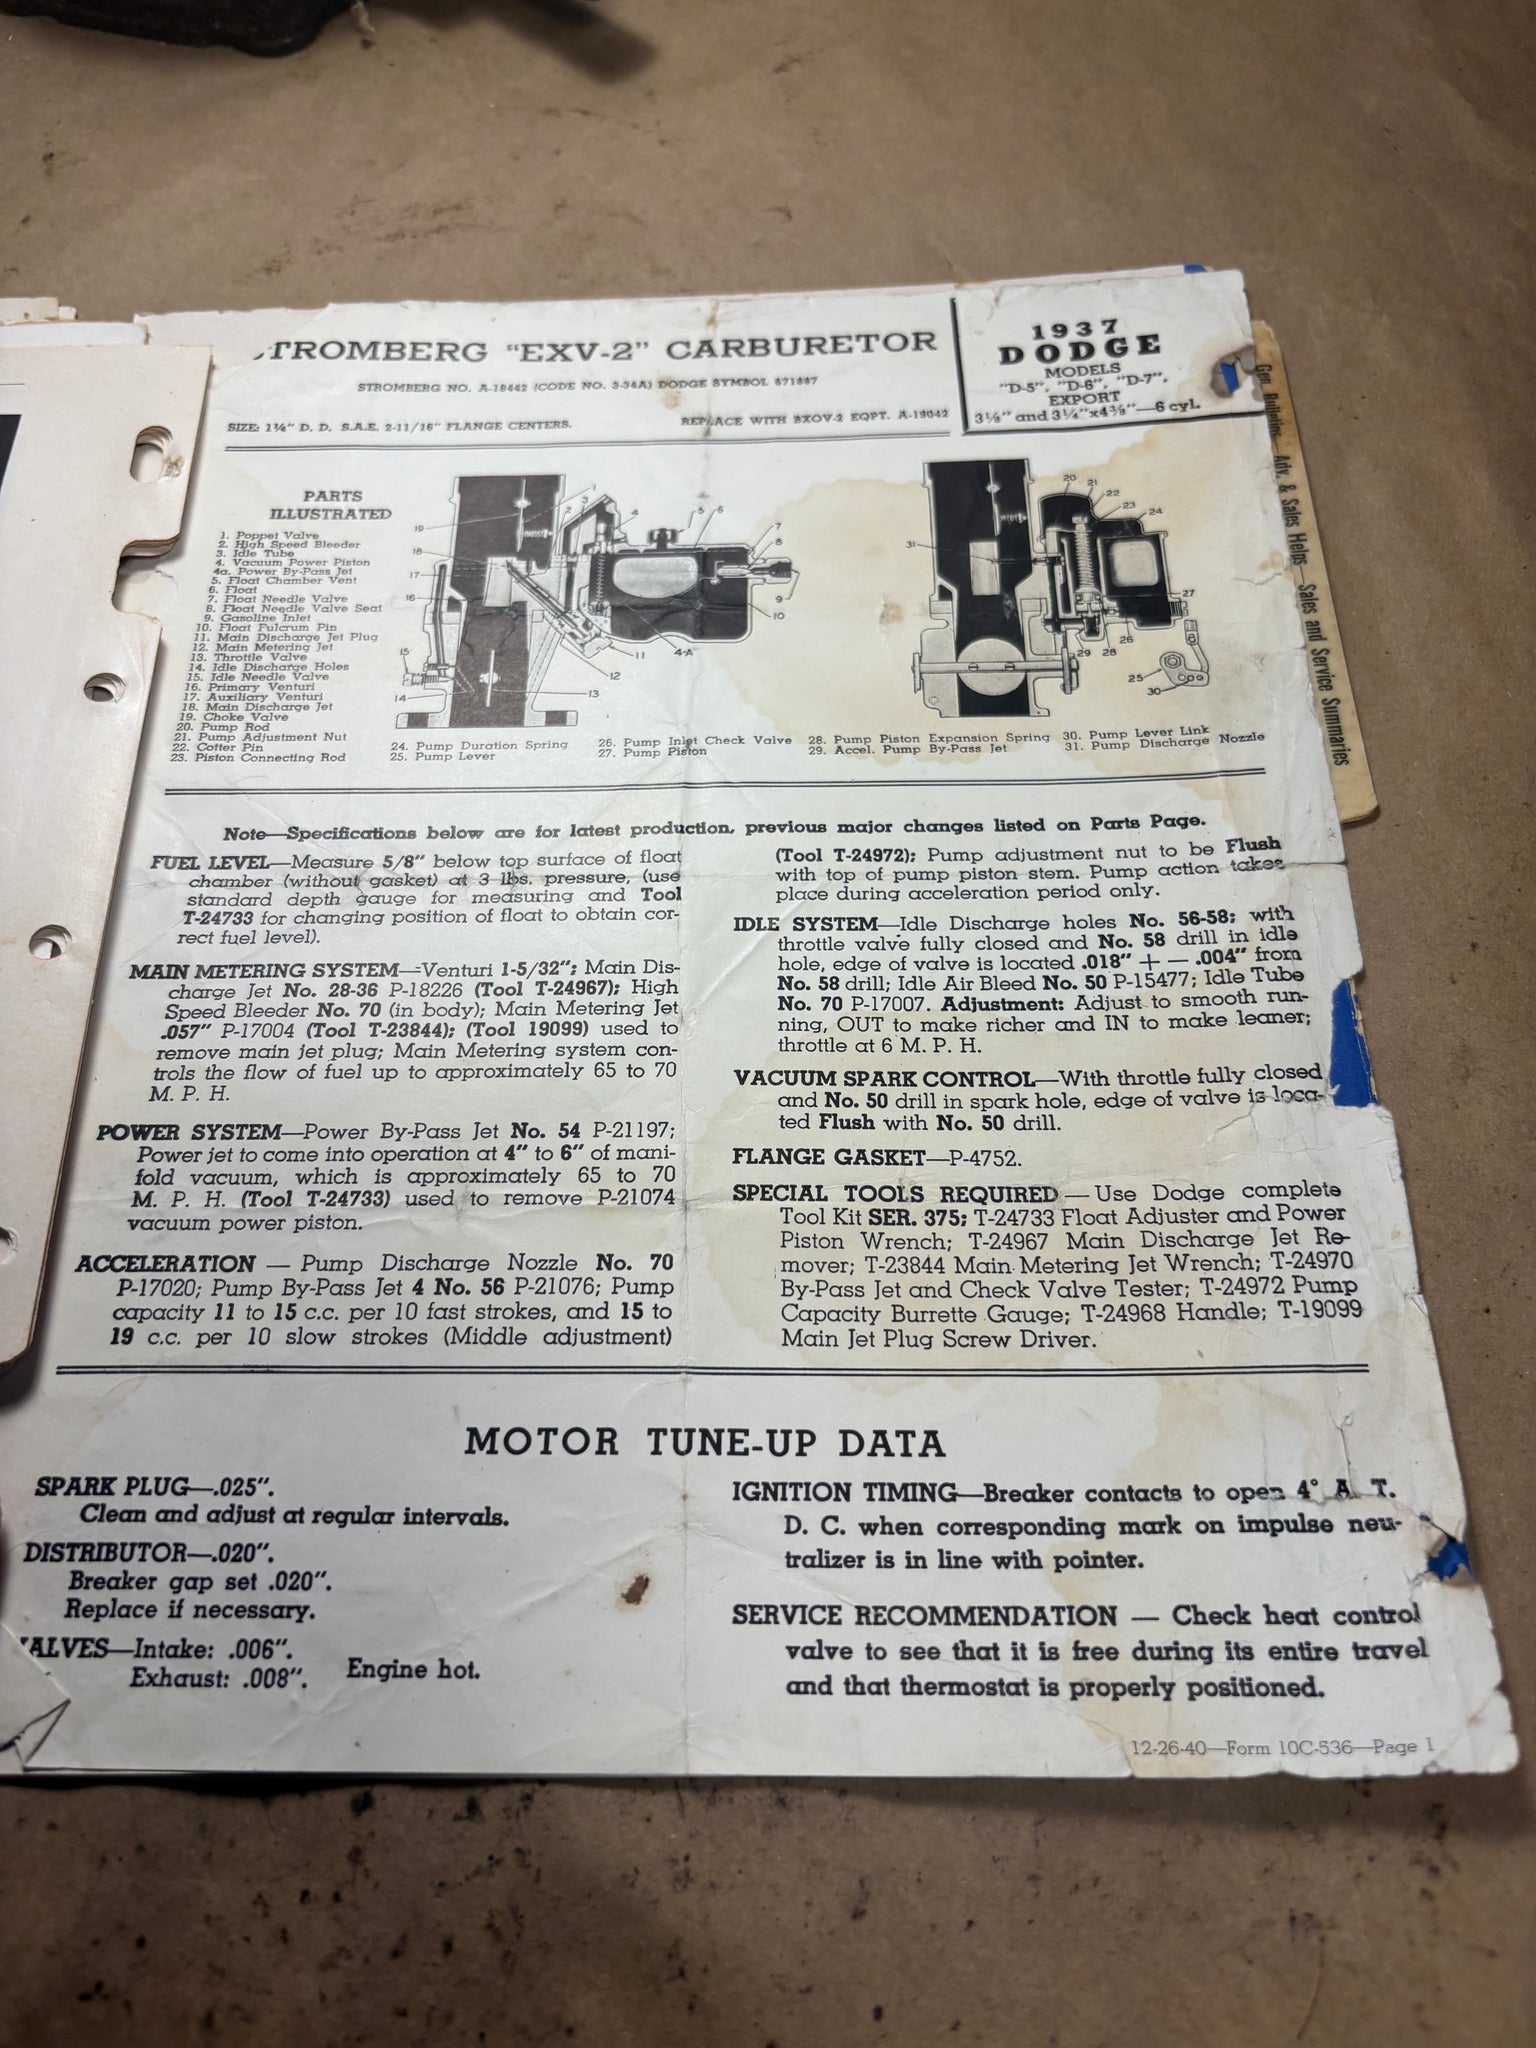 STROMBERG "EXV-2" CARBURETOR
STROMBERG NO. A-18442 (CODE NO. 3-34A) DODGE SYMBOL 671887
SIZE: 1¼" D. D. S.A.E. 2-11/16" FLANGE CENTERS.
REPLACE WITH BXOV-2 EQPT. A-19042
1937
DODGE
MODELS
"D-5", "D-6", "D-7",
EXPORT
3⅛" and 3¼"x4⅜"—6 cyl.
Gen. Bulletins—Adv. & Sales Helps—Sales and Service Summaries
PARTS
ILLUSTRATED
1. Poppet Valve
2. High Speed Bleeder
3. Idle Tube
4. Vacuum Power Piston
4a. Power By-Pass Jet
5. Float Chamber Vent
6. Float
7. Float Needle Valve
8. Float Needle Valve Seat
9. Gasoline Inlet
10. Float Fulcrum Pin
11. Main Discharge Jet Plug
12. Main Metering Jet
13. Throttle Valve
14. Idle Discharge Holes
15. Idle Needle Valve
16. Primary Venturi
17. Auxiliary Venturi
18. Main Discharge Jet
19. Choke Valve
20. Pump Rod
21. Pump Adjustment Nut
22. Cotter Pin
23. Piston Connecting Rod
24. Pump Duration Spring
25. Pump Lever
26. Pump Inlet Check Valve
27. Pump Piston
28. Pump Piston Expansion Spring
29. Accel. Pump By-Pass Jet
30. Pump Lever Link
31. Pump Discharge Nozzle
Note—Specifications below are for latest production, previous major changes listed on Parts Page.
FUEL LEVEL—Measure 5/8" below top surface of float
chamber (without gasket) at 3 lbs. pressure, (use
standard depth gauge for measuring and Tool
T-24733 for changing position of float to obtain cor-
rect fuel level).
MAIN METERING SYSTEM—Venturi 1-5/32"; Main Dis-
charge Jet No. 28-36 P-18226 (Tool T-24967); High
Speed Bleeder No. 70 (in body); Main Metering Jet
.057" P-17004 (Tool T-23844); (Tool 19099) used to
remove main jet plug; Main Metering system con-
trols the flow of fuel up to approximately 65 to 70
M. P. H.
POWER SYSTEM—Power By-Pass Jet No. 54 P-21197;
Power jet to come into operation at 4" to 6" of mani-
fold vacuum, which is approximately 65 to 70
M. P. H. (Tool T-24733) used to remove P-21074
vacuum power piston.
ACCELERATION — Pump Discharge Nozzle No. 70
P-17020; Pump By-Pass Jet 4 No. 56 P-21076; Pump
capacity 11 to 15 c.c. per 10 fast strokes, and 15 to
19 c.c. per 10 slow strokes (Middle adjustment)
(Tool T-24972); Pump adjustment nut to be Flush
with top of pump piston stem. Pump action takes
place during acceleration period only.
IDLE SYSTEM—Idle Discharge holes No. 56-58; with
throttle valve fully closed and No. 58 drill in idle
hole, edge of valve is located .018" + — .004" from
No. 58 drill; Idle Air Bleed No. 50 P-15477; Idle Tube
No. 70 P-17007. Adjustment: Adjust to smooth run-
ning, OUT to make richer and IN to make leaner;
throttle at 6 M. P. H.
VACUUM SPARK CONTROL—With throttle fully closed
and No. 50 drill in spark hole, edge of valve is loca-
ted Flush with No. 50 drill.
FLANGE GASKET—P-4752.
SPECIAL TOOLS REQUIRED — Use Dodge complete
Tool Kit SER. 375; T-24733 Float Adjuster and Power
Piston Wrench; T-24967 Main Discharge Jet Re-
mover; T-23844 Main Metering Jet Wrench; T-24970
By-Pass Jet and Check Valve Tester; T-24972 Pump
Capacity Burrette Gauge; T-24968 Handle; T-19099
Main Jet Plug Screw Driver.
MOTOR TUNE-UP DATA
SPARK PLUG—.025".
Clean and adjust at regular intervals.
DISTRIBUTOR—.020".
Breaker gap set .020".
Replace if necessary.
VALVES—Intake: .006".
Exhaust: .008".
Engine hot.
IGNITION TIMING—Breaker contacts to open 4° A. T.
D. C. when corresponding mark on impulse neu-
tralizer is in line with pointer.
SERVICE RECOMMENDATION — Check heat control
valve to see that it is free during its entire travel
and that thermostat is properly positioned.
12-26-40—Form 10C-536—Page 1